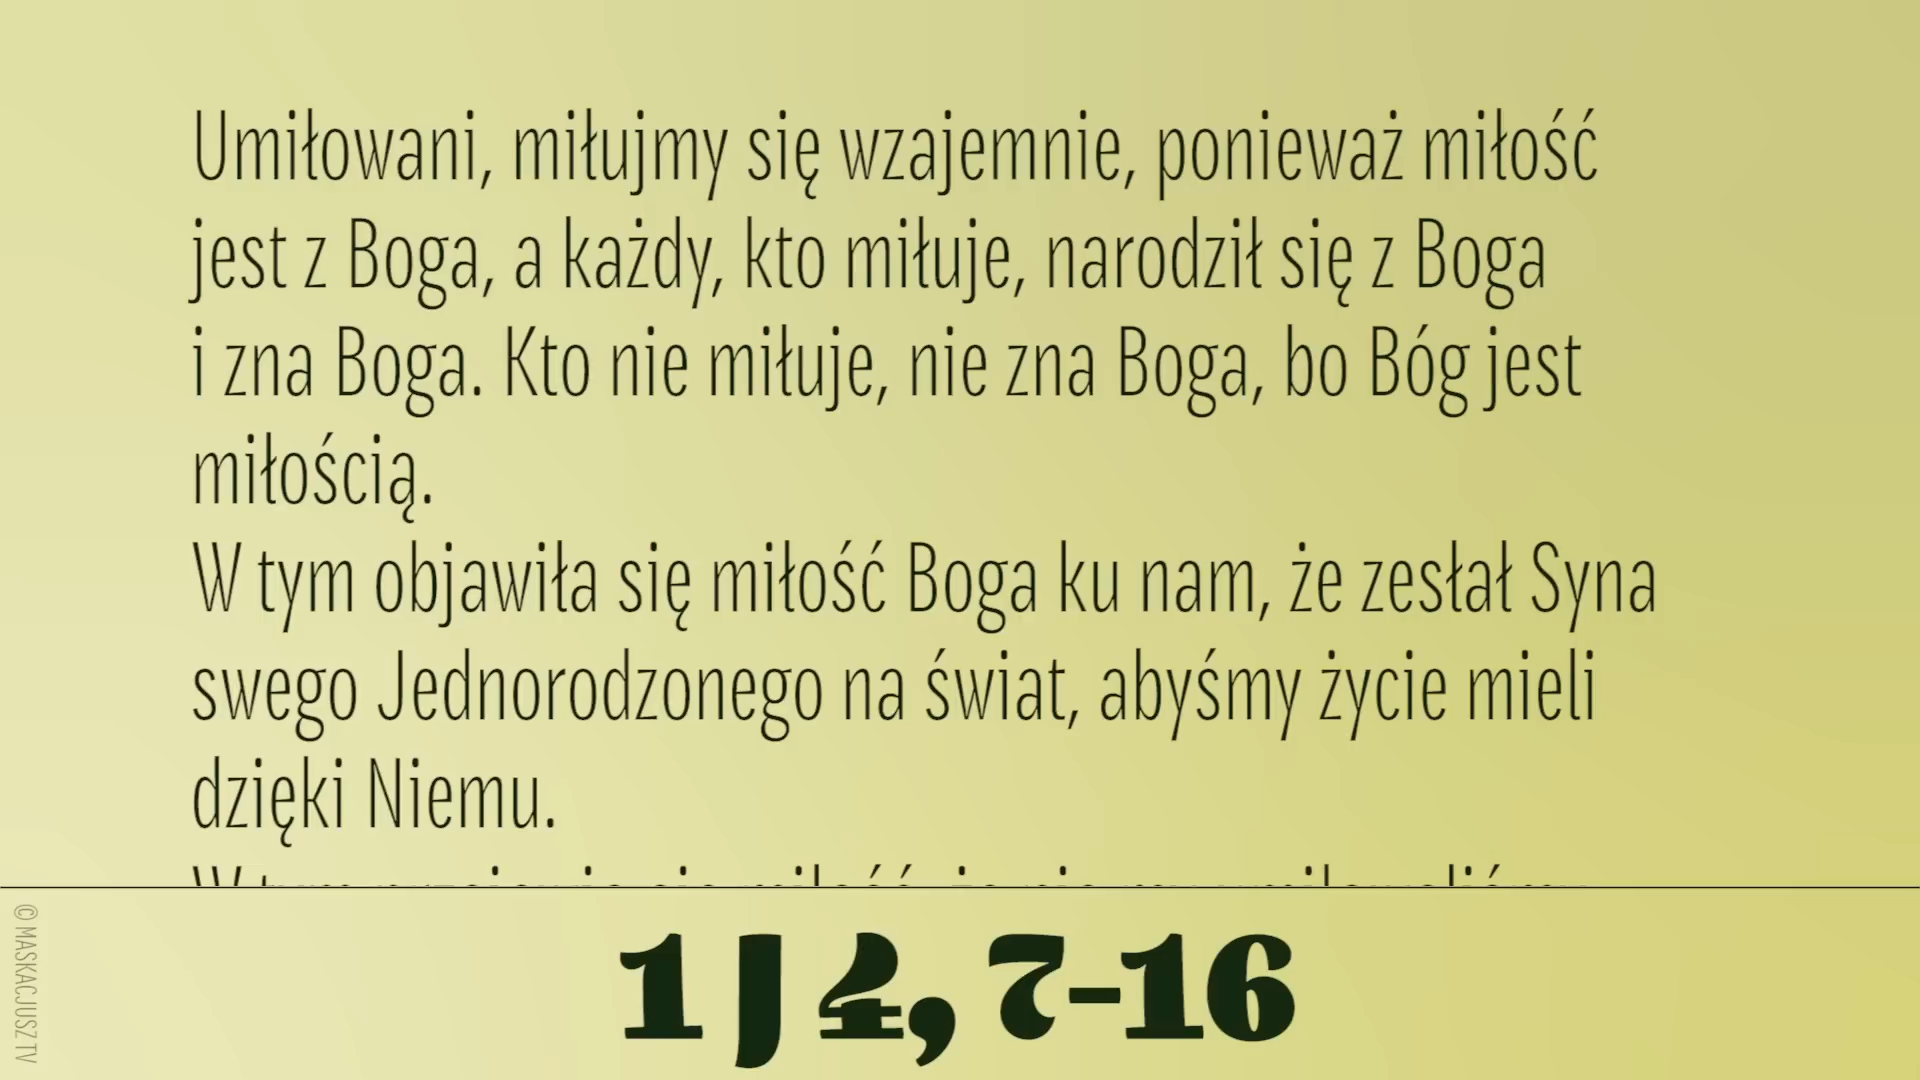 Umiłowani, miłujmy się wzajemnie, ponieważ miłość
jest z Boga, a każdy, kto miłuje, narodził się z Boga
i zna Boga. Kto nie miłuje, nie zna Boga, bo Bóg jest
miłością.
W tym objawiła się miłość Boga ku nam, że zesłał Syna
swego Jednorodzonego na świat, abyśmy życie mieli
dzięki Niemu.
1 J 4, 7-16
© MASKACJUSZ TV